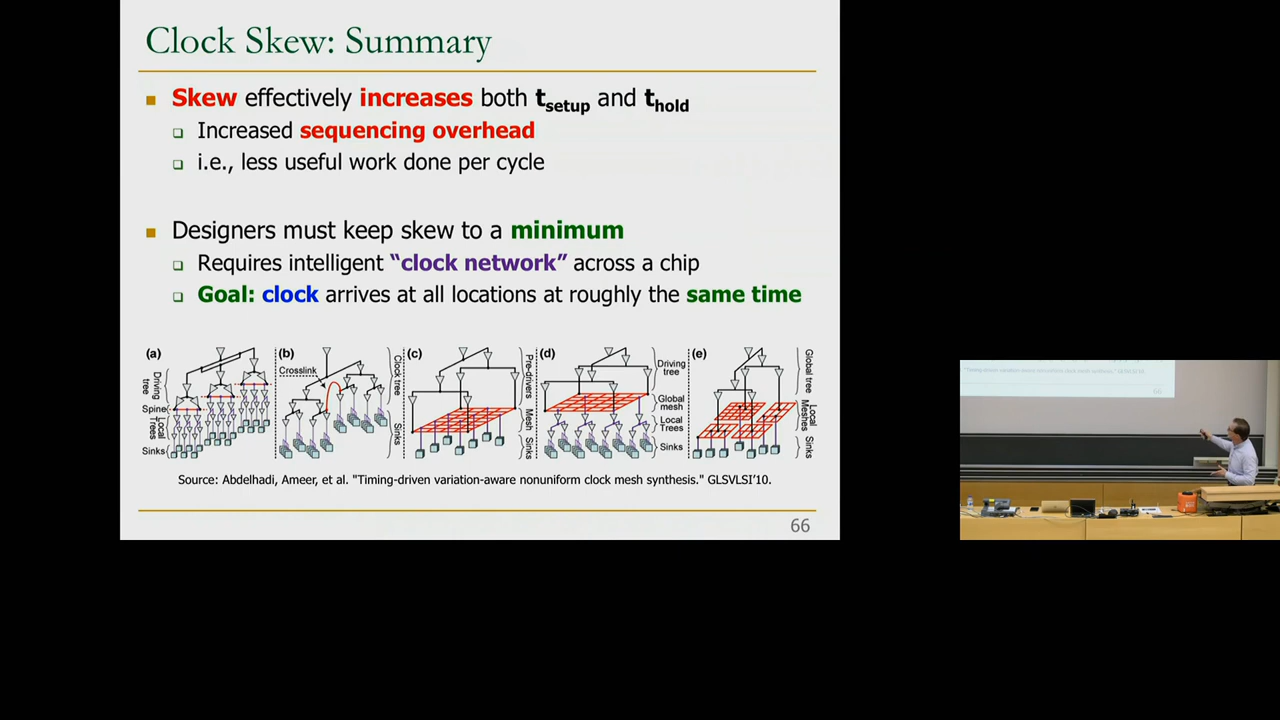 Clock Skew: Summary
Skew effectively increases both tsetup and thold
Increased sequencing overhead
i.e., less useful work done per cycle
Designers must keep skew to a minimum
Requires intelligent “clock network” across a chip
Goal: clock arrives at all locations at roughly the same time
(a)
Driving
tree
Spine
Local
Trees
Sinks
(b)
Crosslink
Clock tree
Sinks
(c)
Pre-drivers
Mesh
Sinks
(d)
Driving
tree
Global
mesh
Local
Trees
Sinks
(e)
Global tree
Local
Meshes
Sinks
Source: Abdelhadi, Ameer, et al. "Timing-driven variation-aware nonuniform clock mesh synthesis." GLSVLSI’10.
66